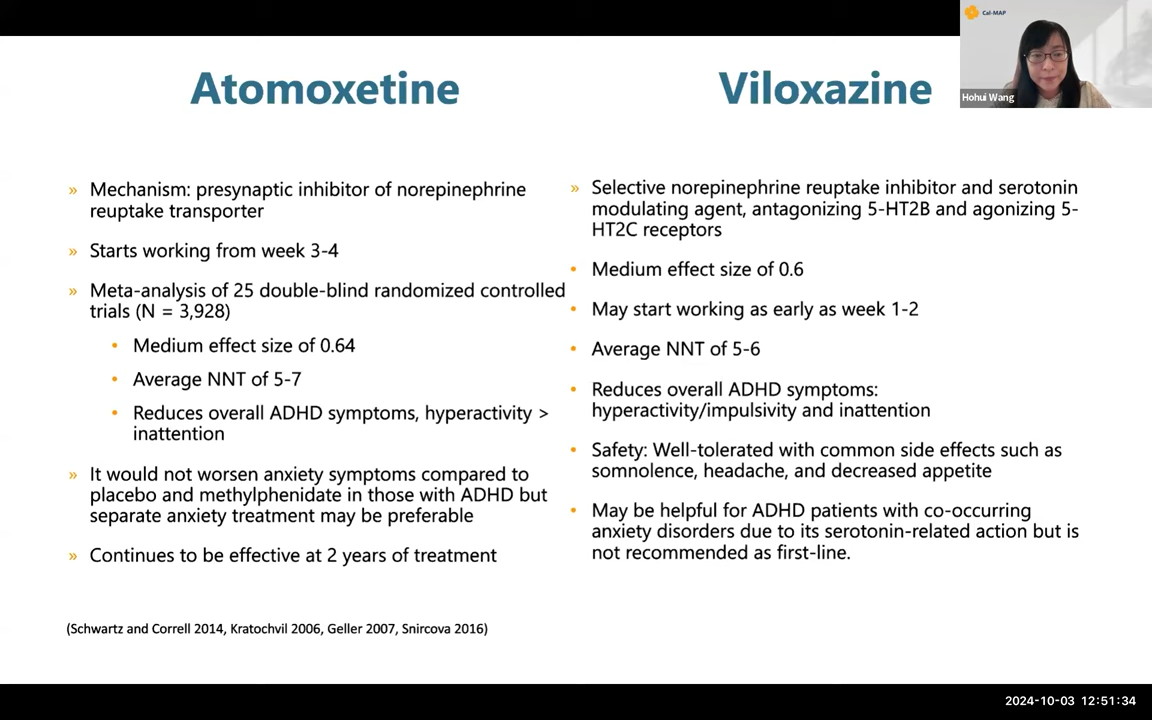 Cal-MAP
Hohui Wang
Atomoxetine
» Mechanism: presynaptic inhibitor of norepinephrine
reuptake transporter
» Starts working from week 3-4
» Meta-analysis of 25 double-blind randomized controlled
trials (N = 3,928)
• Medium effect size of 0.64
• Average NNT of 5-7
• Reduces overall ADHD symptoms, hyperactivity >
inattention
» It would not worsen anxiety symptoms compared to
placebo and methylphenidate in those with ADHD but
separate anxiety treatment may be preferable
» Continues to be effective at 2 years of treatment
(Schwartz and Correll 2014, Kratochvil 2006, Geller 2007, Snircova 2016)
Viloxazine
» Selective norepinephrine reuptake inhibitor and serotonin
modulating agent, antagonizing 5-HT2B and agonizing 5-
HT2C receptors
• Medium effect size of 0.6
• May start working as early as week 1-2
• Average NNT of 5-6
• Reduces overall ADHD symptoms:
hyperactivity/impulsivity and inattention
• Safety: Well-tolerated with common side effects such as
somnolence, headache, and decreased appetite
• May be helpful for ADHD patients with co-occurring
anxiety disorders due to its serotonin-related action but is
not recommended as first-line.
2024-10-03 12:51:34